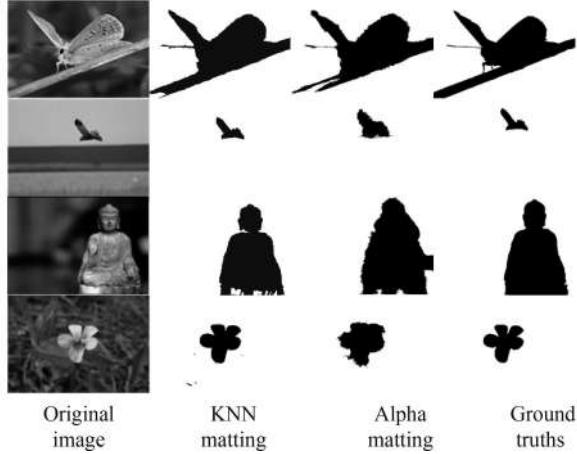 Original
image
KNN
matting
Alpha
matting
Ground
truths